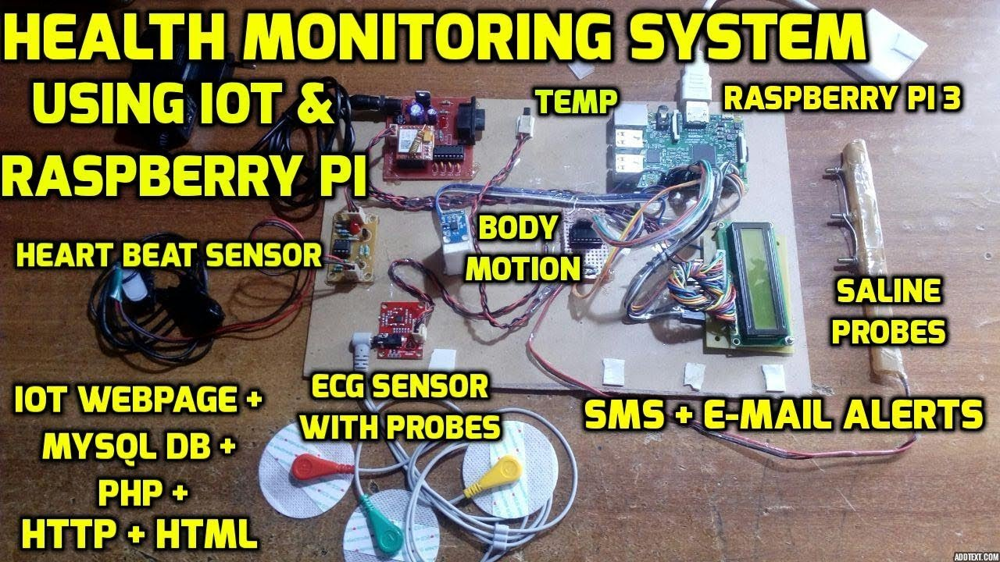 HEALTH MONITORING SYSTEM
USING IOT &
RASPBERRY PI
TEMP
RASPBERRY PI 3
HEART BEAT SENSOR
BODY
MOTION
SALINE
PROBES
ECG SENSOR
WITH PROBES
SMS + E-MAIL ALERTS
IOT WEBPAGE +
MYSQL DB +
PHP +
HTTP + HTML
ADDTEXT.COM